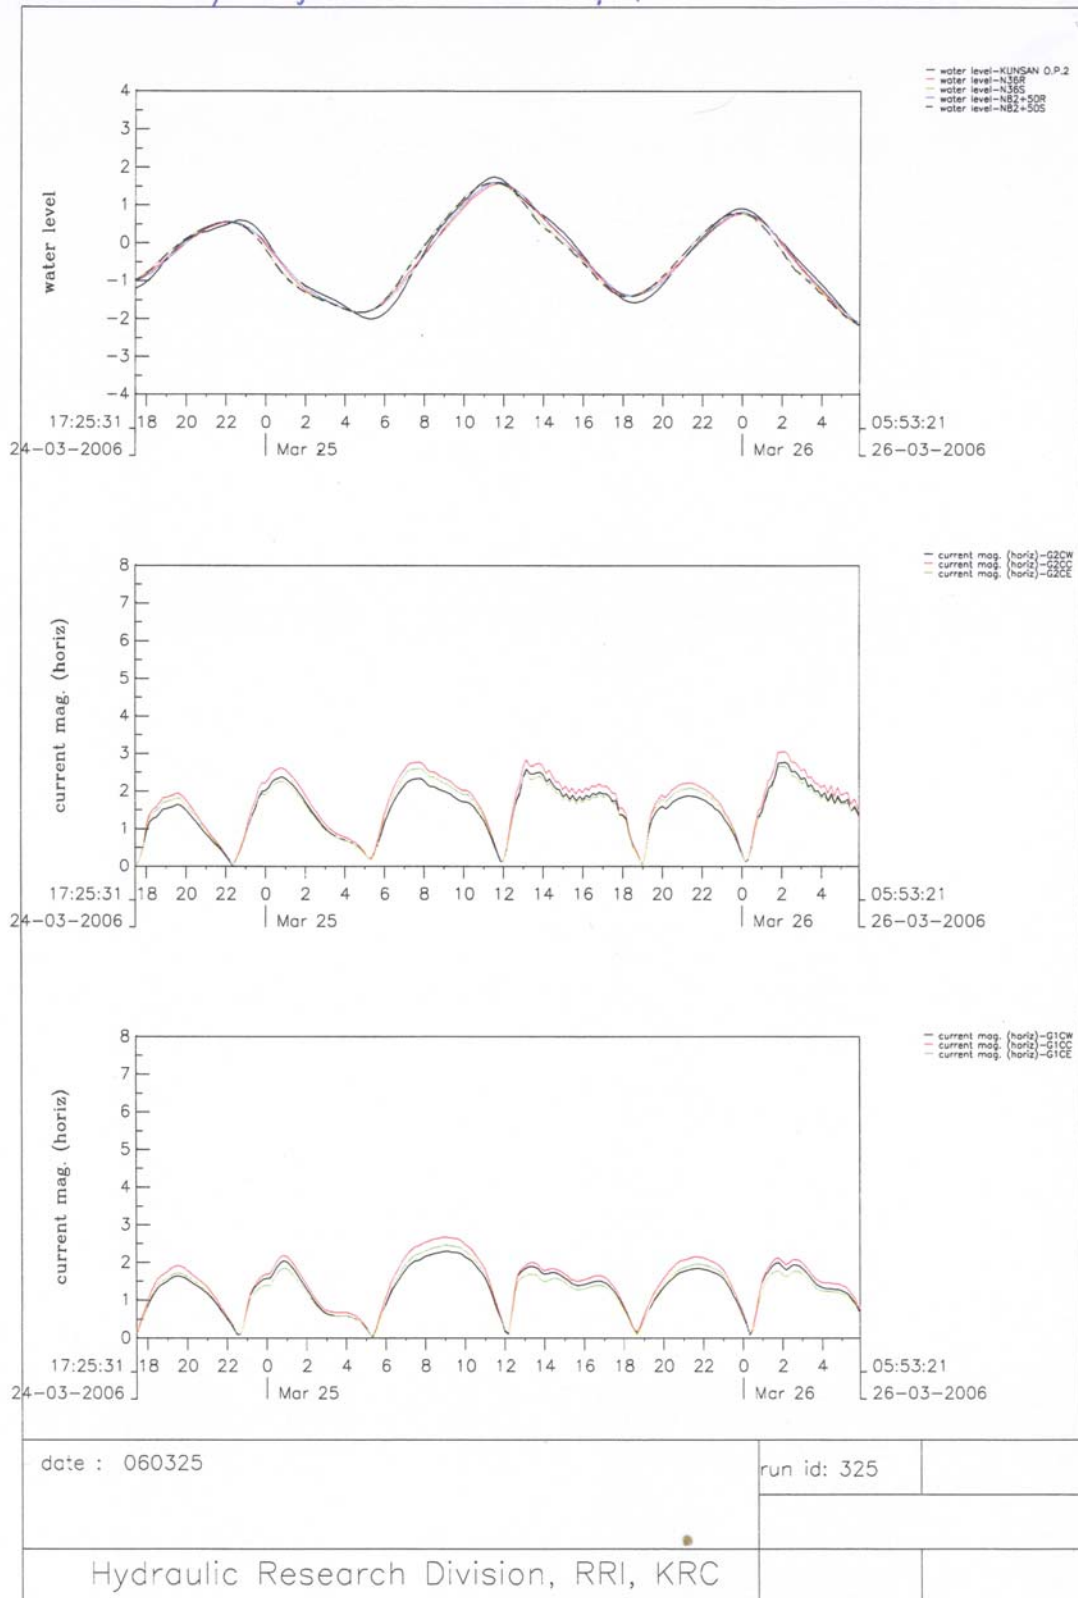 water level-KUNSAN O.P.2
water level-N36R
water level-N36S
water level-NB2+50R
water level-NB2+50S
4
3
2
1
0
-1
-2
-3
-4
water level
18 20 22 0 2 4 6 8 10 12 14 16 18 20 22 0 2 4
17:25:31 05:53:21
24-03-2006 Mar 25 Mar 26 26-03-2006
current mag. (horiz)-G2CW
current mag. (horiz)-G2CC
current mag. (horiz)-G2CE
8
7
6
5
4
3
2
1
0
current mag. (horiz)
18 20 22 0 2 4 6 8 10 12 14 16 18 20 22 0 2 4
17:25:31 05:53:21
24-03-2006 Mar 25 Mar 26 26-03-2006
current mag. (horiz)-G1CW
current mag. (horiz)-G1CC
current mag. (horiz)-G1CE
8
7
6
5
4
3
2
1
0
current mag. (horiz)
18 20 22 0 2 4 6 8 10 12 14 16 18 20 22 0 2 4
17:25:31 05:53:21
24-03-2006 Mar 25 Mar 26 26-03-2006
date : 060325
run id: 325
Hydraulic Research Division, RRI, KRC